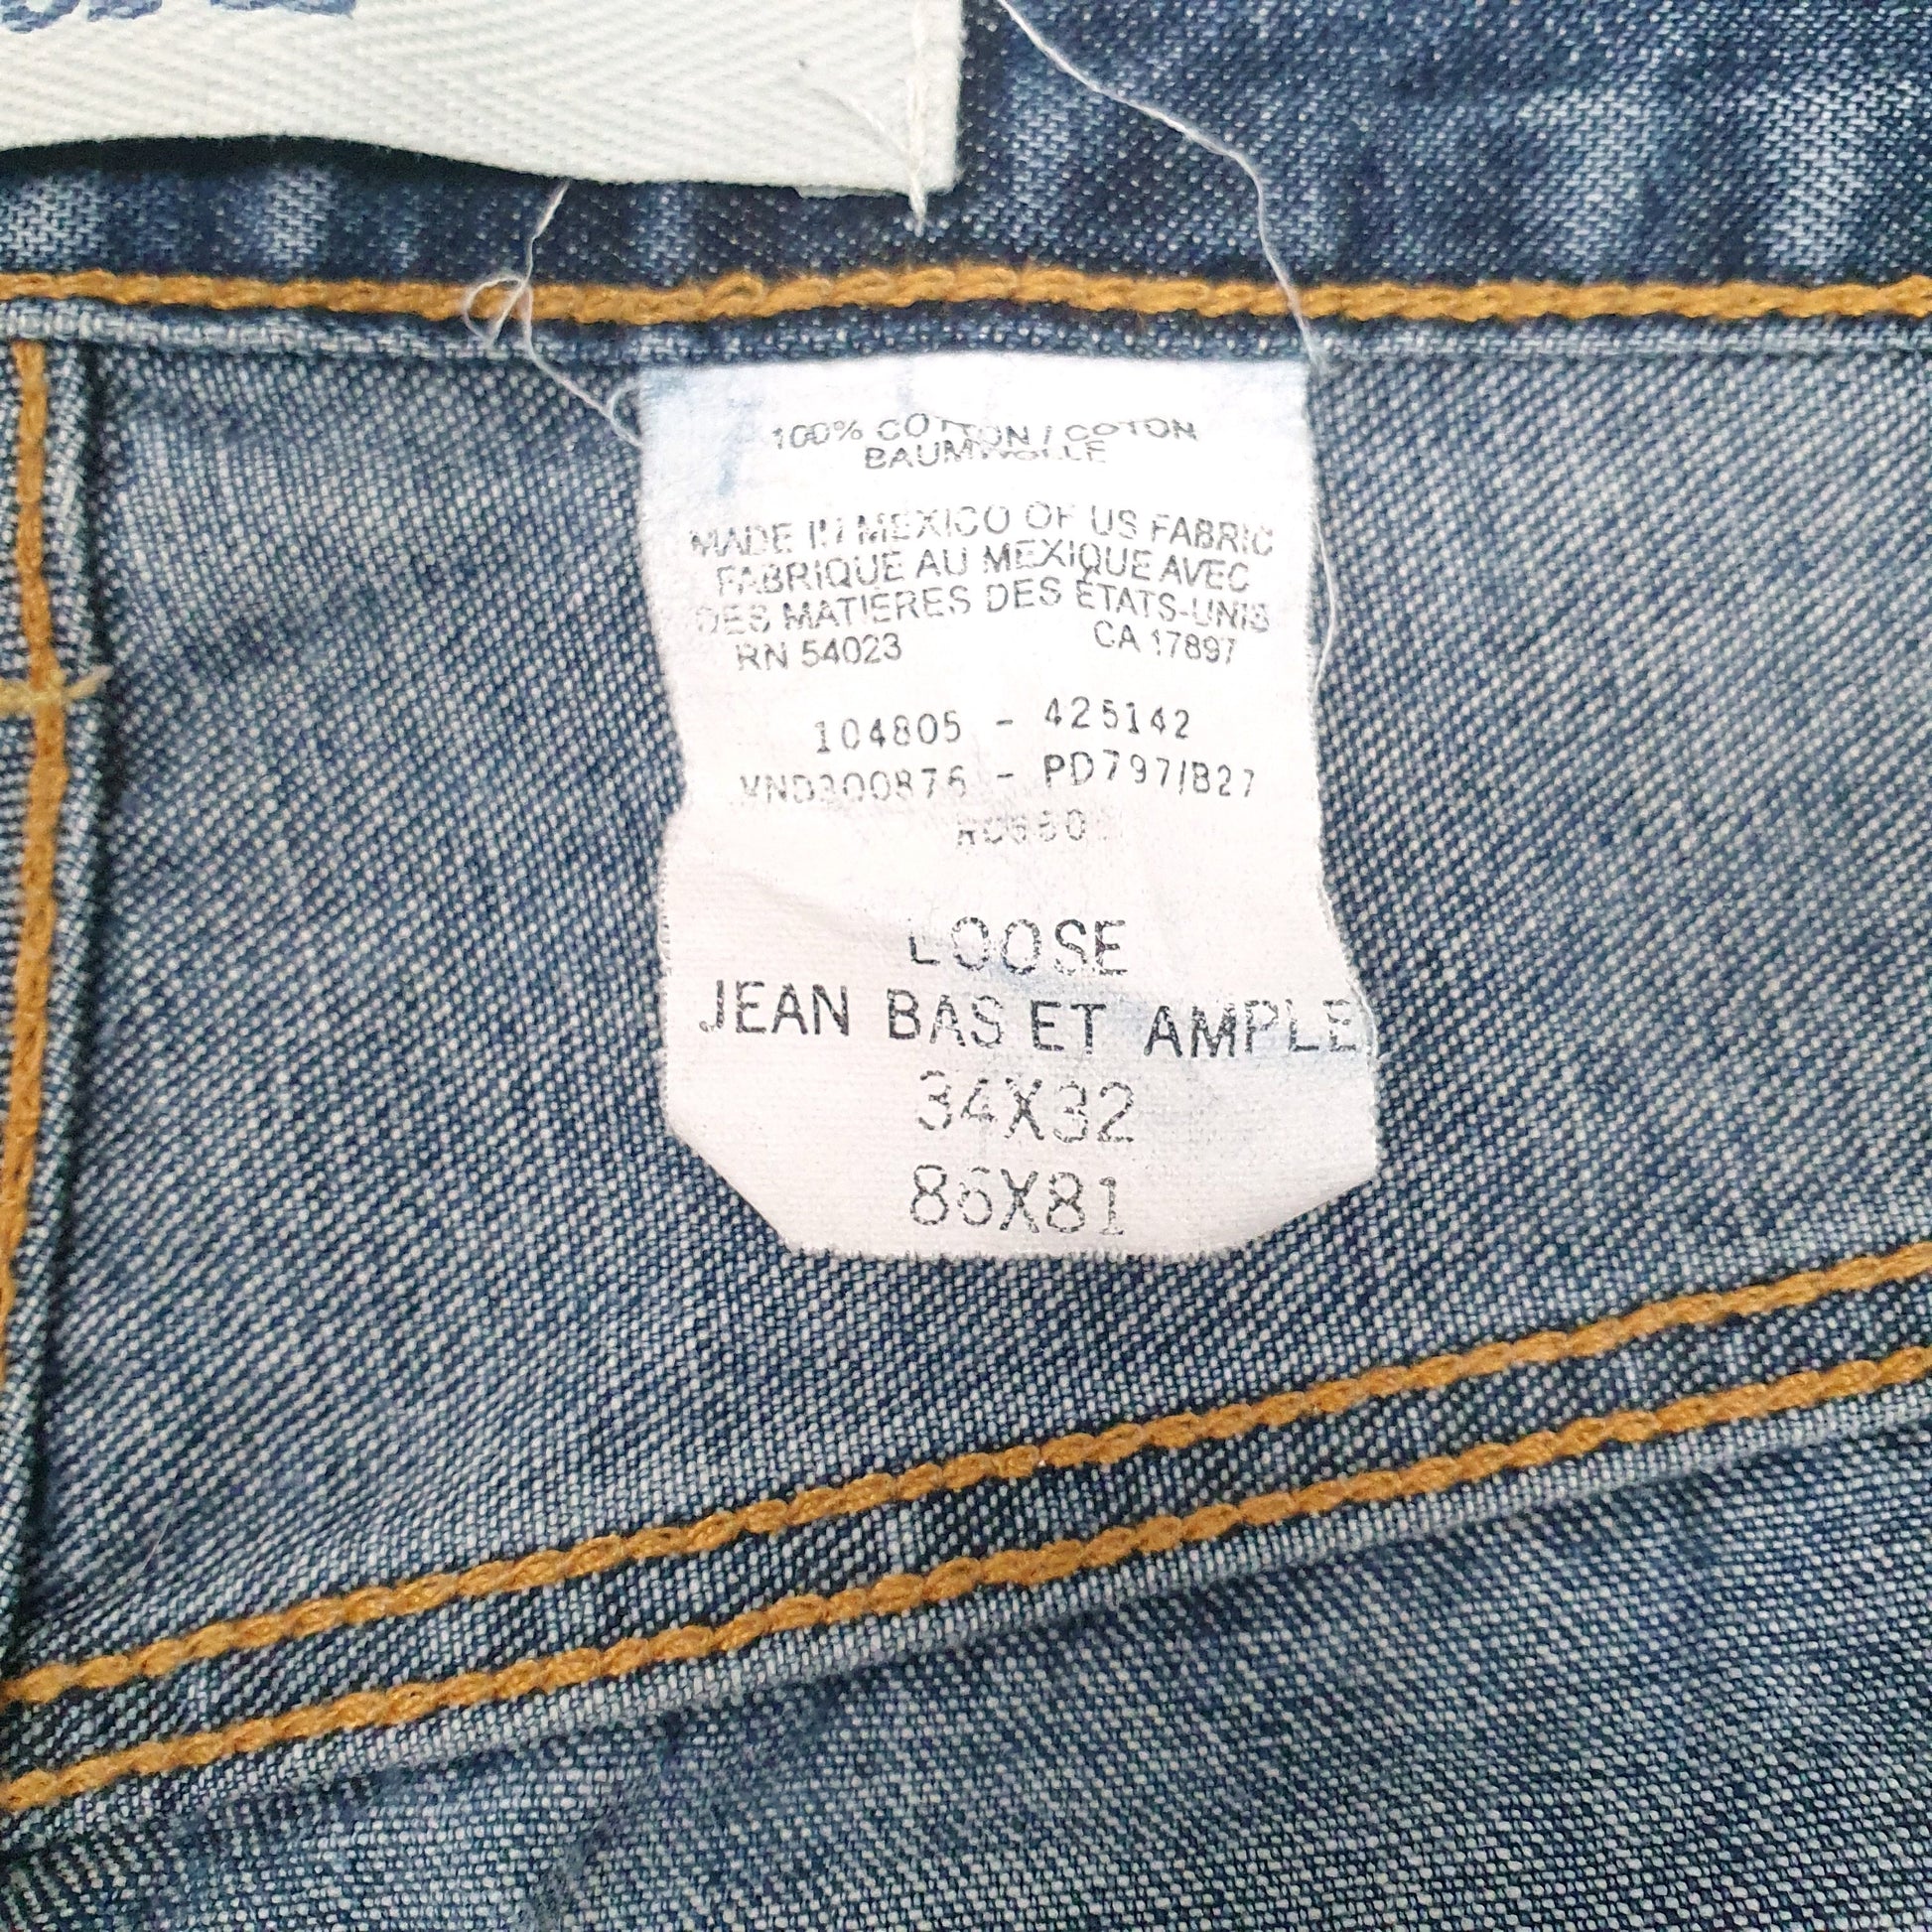 100% COTTON / COTON
BAUMWOLLE
MADE IN MEXICO OF US FABRIC
FABRIQUE AU MEXIQUE AVEC
DES MATIERES DES ÉTATS-UNIS
RN 54023 CA 17897
104805 - 425142
VND300876 - PD797/B27
LOOSE
JEAN BAS ET AMPLE
34X32
86X81